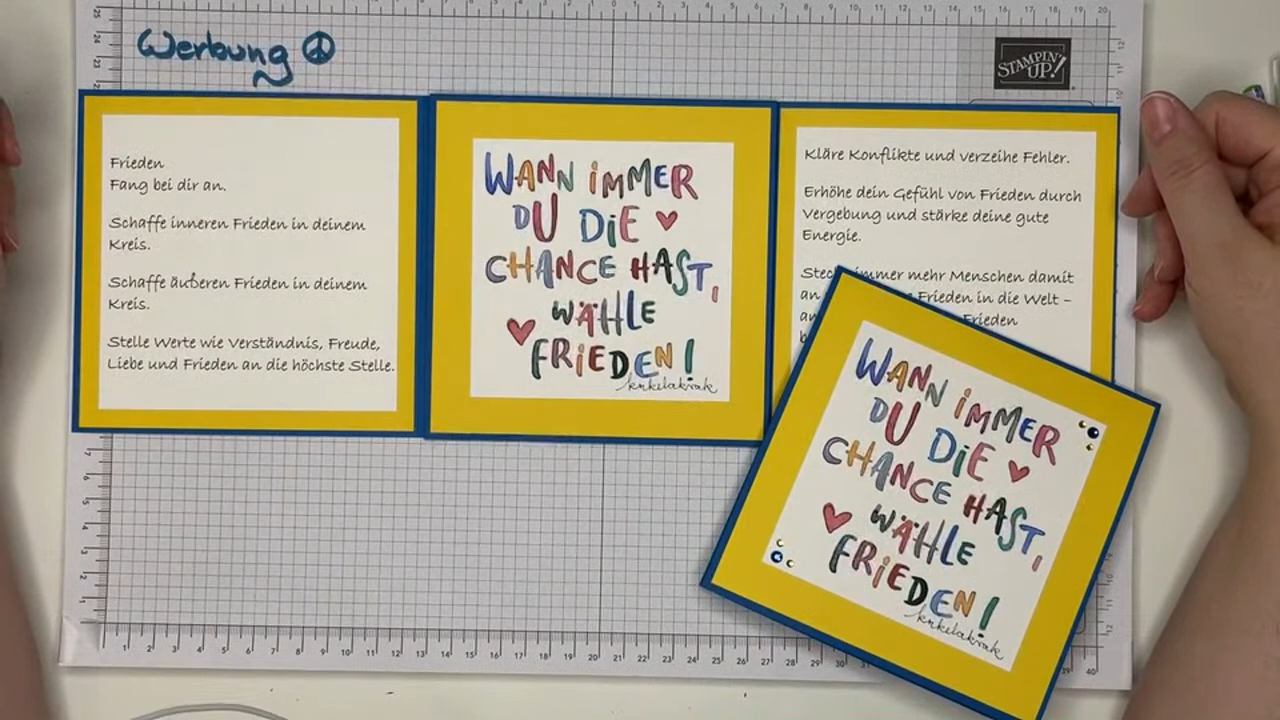 Werbung
STAMPIN' UP!
Frieden
Fang bei dir an.
Schaffe inneren Frieden in deinem
Kreis.
Schaffe äußeren Frieden in deinem
Kreis.
Stelle Werte wie Verständnis, Freude,
Liebe und Frieden an die höchste Stelle.
WANN iMMER
DU DiE
CHANCE HAST,
WÄHLE
FRiEDEN!
Kläre Konflikte und verzeihe Fehler.
Erhöhe dein Gefühl von Frieden durch
Vergebung und stärke deine gute
Energie.
immer mehr Menschen damit
an Frieden in die Welt –
Frieden
WANN iMMER
DU DiE
CHANCE HAST,
WÄHLE
FRiEDEN!